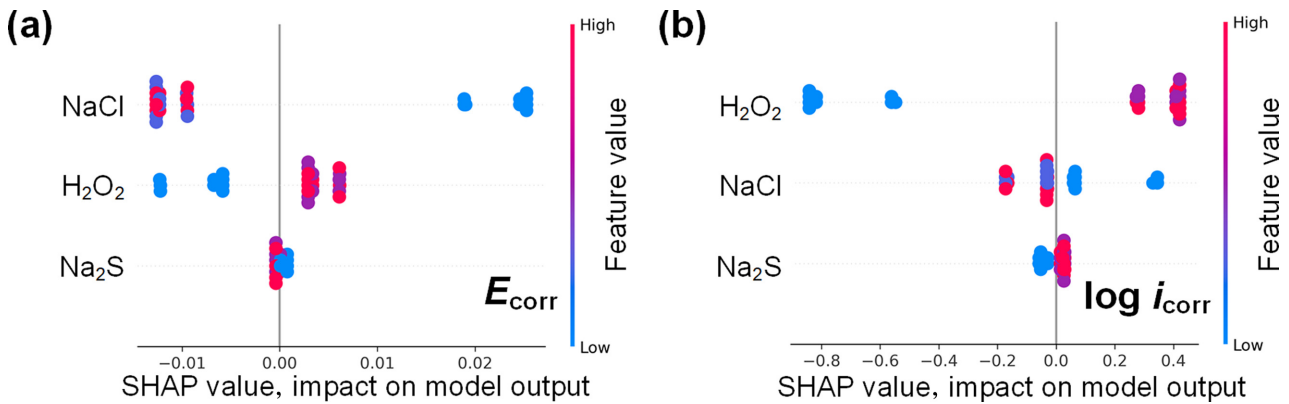 (a)
High
NaCl
H₂O₂
Na₂S
E corr
Low
Feature value
−0.01 0.00 0.01 0.02
SHAP value, impact on model output
(b)
High
H₂O₂
NaCl
Na₂S
log i corr
Low
Feature value
−0.8 −0.6 −0.4 −0.2 0.0 0.2 0.4
SHAP value, impact on model output